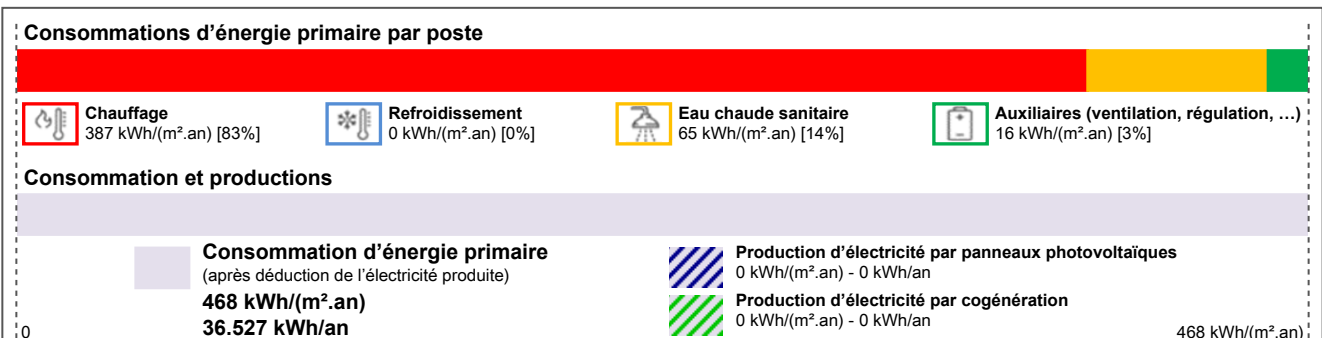 Consommations d’énergie primaire par poste
Chauffage
387 kWh/(m².an) [83%]
Refroidissement
0 kWh/(m².an) [0%]
Eau chaude sanitaire
65 kWh/(m².an) [14%]
Auxiliaires (ventilation, régulation, …)
16 kWh/(m².an) [3%]
Consommation et productions
Consommation d’énergie primaire
(après déduction de l’électricité produite)
468 kWh/(m².an)
36.527 kWh/an
Production d’électricité par panneaux photovoltaïques
0 kWh/(m².an) - 0 kWh/an
Production d’électricité par cogénération
0 kWh/(m².an) - 0 kWh/an
0
468 kWh/(m².an)